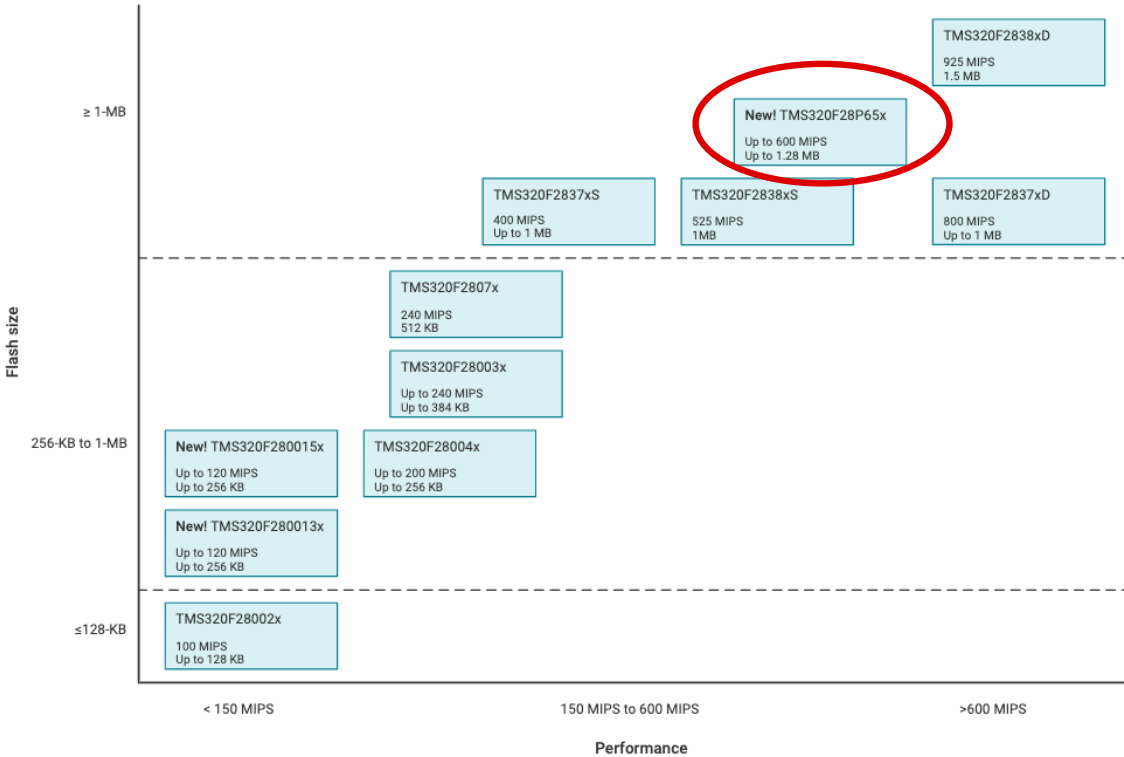 TMS320F2838xD
925 MIPS
1.5 MB
≥ 1-MB
New! TMS320F28P65x
Up to 600 MIPS
Up to 1.28 MB
TMS320F2837xS
400 MIPS
Up to 1 MB
TMS320F2838xS
525 MIPS
1MB
TMS320F2837xD
800 MIPS
Up to 1 MB
TMS320F2807x
240 MIPS
512 KB
Flash size
TMS320F28003x
Up to 240 MIPS
Up to 384 KB
256-KB to 1-MB
New! TMS320F280015x
Up to 120 MIPS
Up to 256 KB
TMS320F28004x
Up to 200 MIPS
Up to 256 KB
New! TMS320F280013x
Up to 120 MIPS
Up to 256 KB
≤128-KB
TMS320F28002x
100 MIPS
Up to 128 KB
< 150 MIPS
150 MIPS to 600 MIPS
>600 MIPS
Performance